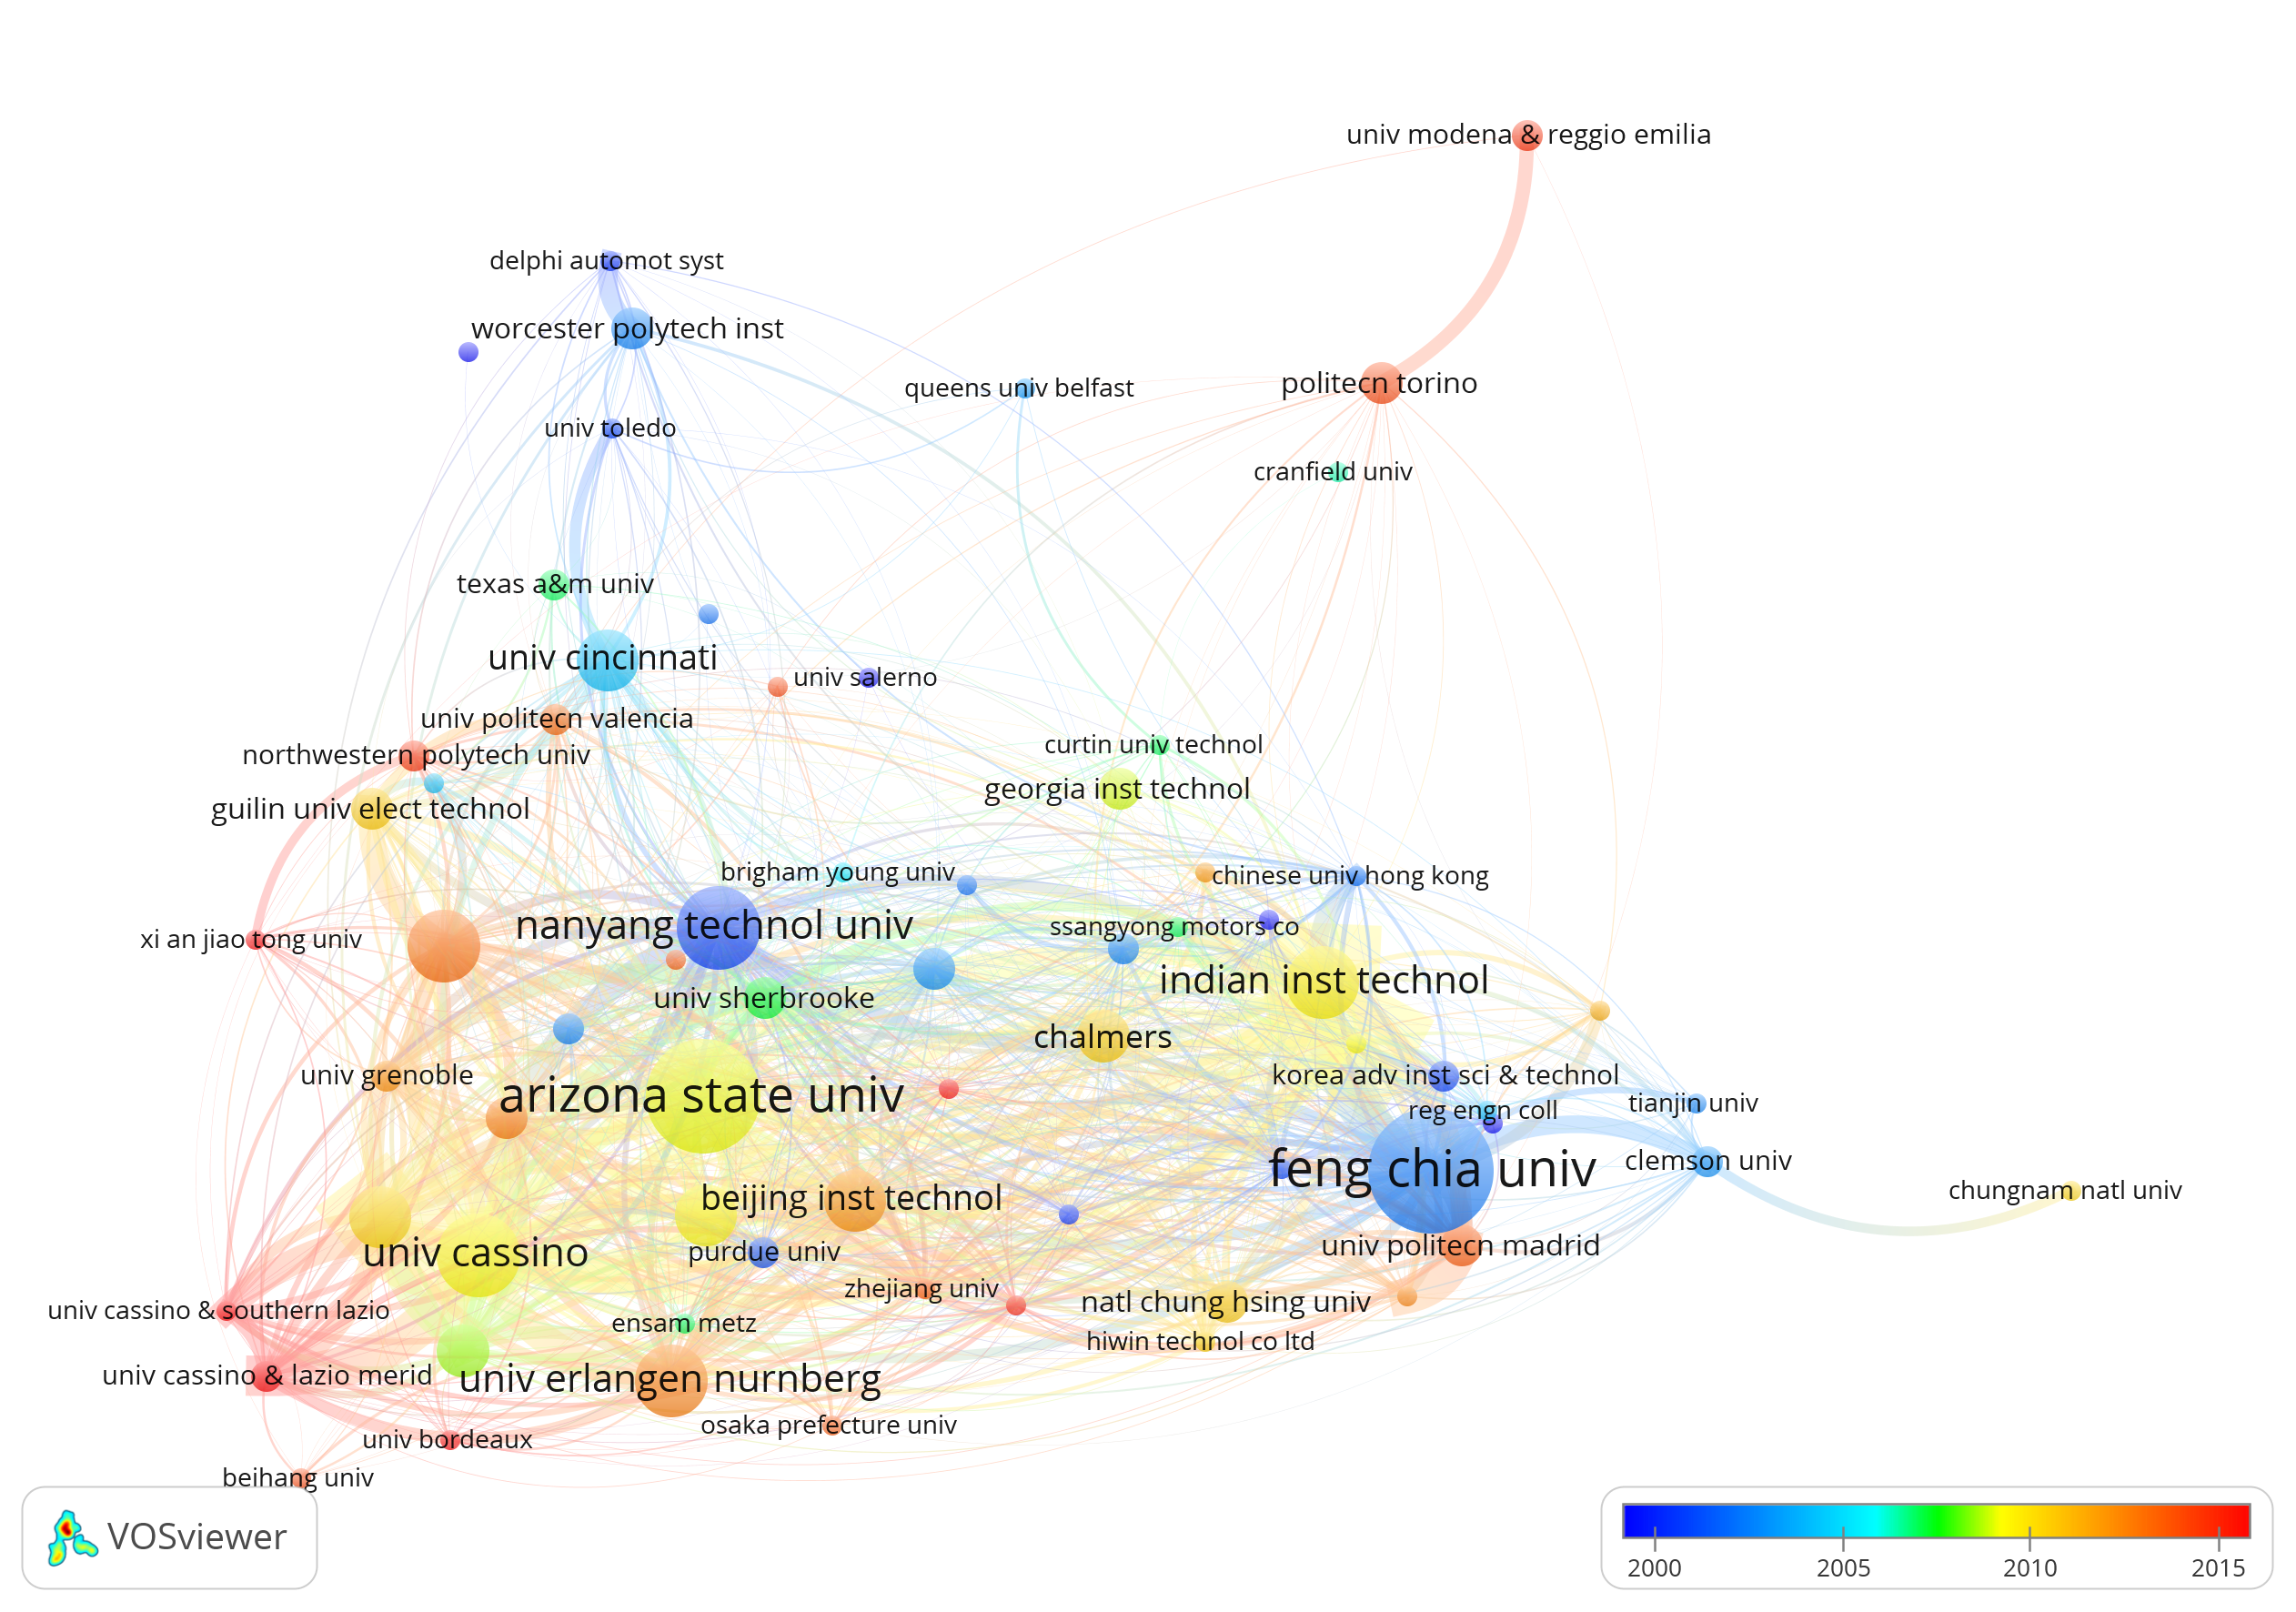 univ modena & reggio emilia
delphi automot syst
worcester polytech inst
queens univ belfast
politecn torino
univ toledo
cranfield univ
texas a&m univ
univ cincinnati
univ salerno
univ politecn valencia
northwestern polytech univ
curtin univ technol
georgia inst technol
guilin univ elect technol
brigham young univ
chinese univ hong kong
nanyang technol univ
ssangyong motors co
xi an jiao tong univ
indian inst technol
univ sherbrooke
chalmers
univ grenoble
korea adv inst sci & technol
arizona state univ
reg engn coll
tianjin univ
feng chia univ
clemson univ
chungnam natl univ
beijing inst technol
univ cassino
purdue univ
univ politecn madrid
zhejiang univ
natl chung hsing univ
univ cassino & southern lazio
ensam metz
hiwin technol co ltd
univ cassino & lazio merid
univ erlangen nurnberg
osaka prefecture univ
univ bordeaux
beihang univ
VOSviewer
2000 2005 2010 2015